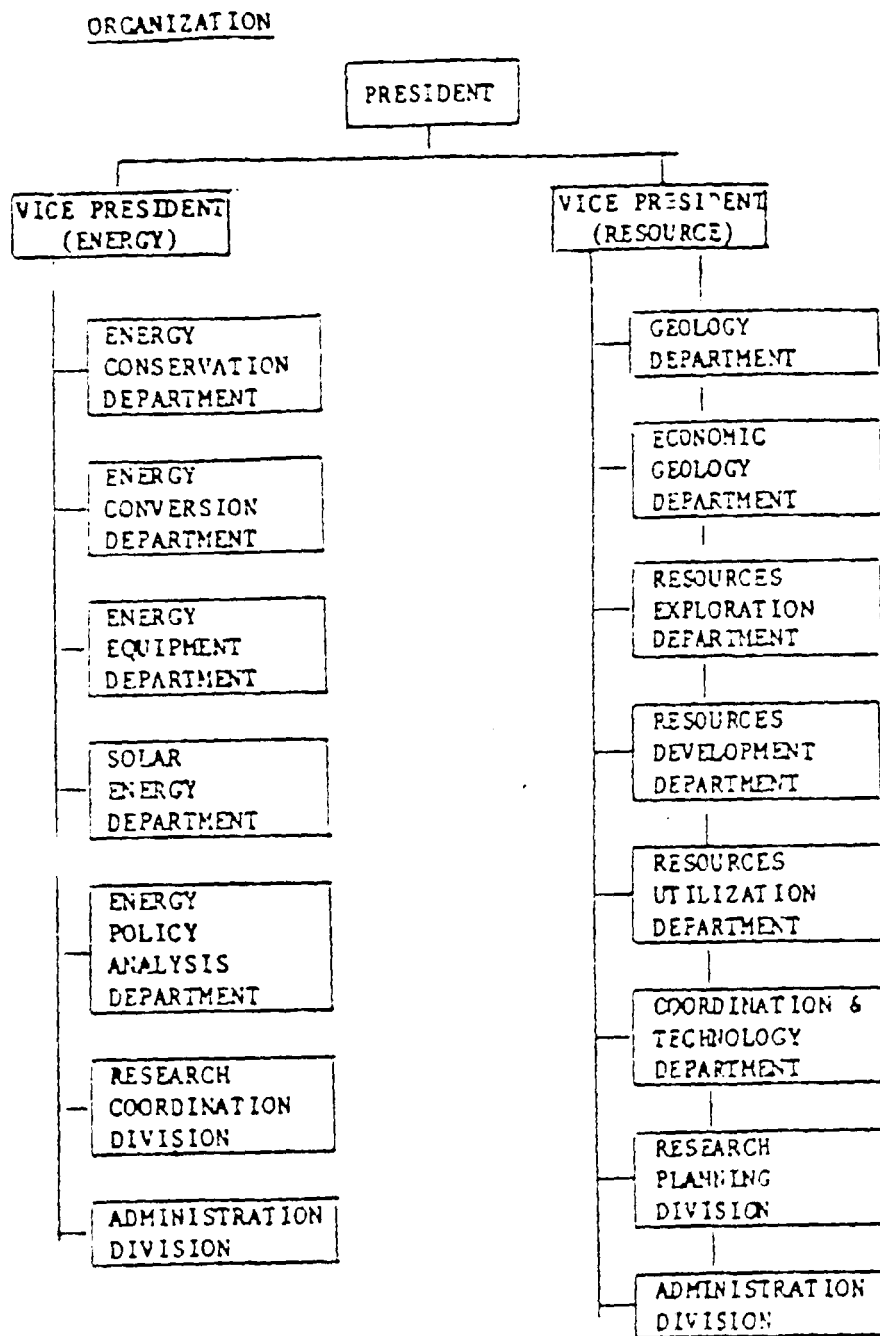 ORGANIZATION
PRESIDENT
VICE PRESIDENT
(ENERGY)
ENERGY
CONSERVATION
DEPARTMENT
ENERGY
CONVERSION
DEPARTMENT
ENERGY
EQUIPMENT
DEPARTMENT
SOLAR
ENERGY
DEPARTMENT
ENERGY
POLICY
ANALYSIS
DEPARTMENT
RESEARCH
COORDINATION
DIVISION
ADMINISTRATION
DIVISION
VICE PRESIDENT
(RESOURCE)
GEOLOGY
DEPARTMENT
ECONOMIC
GEOLOGY
DEPARTMENT
RESOURCES
EXPLORATION
DEPARTMENT
RESOURCES
DEVELOPMENT
DEPARTMENT
RESOURCES
UTILIZATION
DEPARTMENT
COORDINATION &
TECHNOLOGY
DEPARTMENT
RESEARCH
PLANNING
DIVISION
ADMINISTRATION
DIVISION